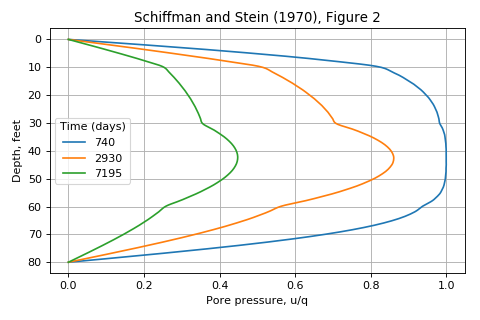 Schiffman and Stein (1970), Figure 2
Depth, feet
0
10
20
30
40
50
60
70
80
Time (days)
740
2930
7195
0.0 0.2 0.4 0.6 0.8 1.0
Pore pressure, u/q